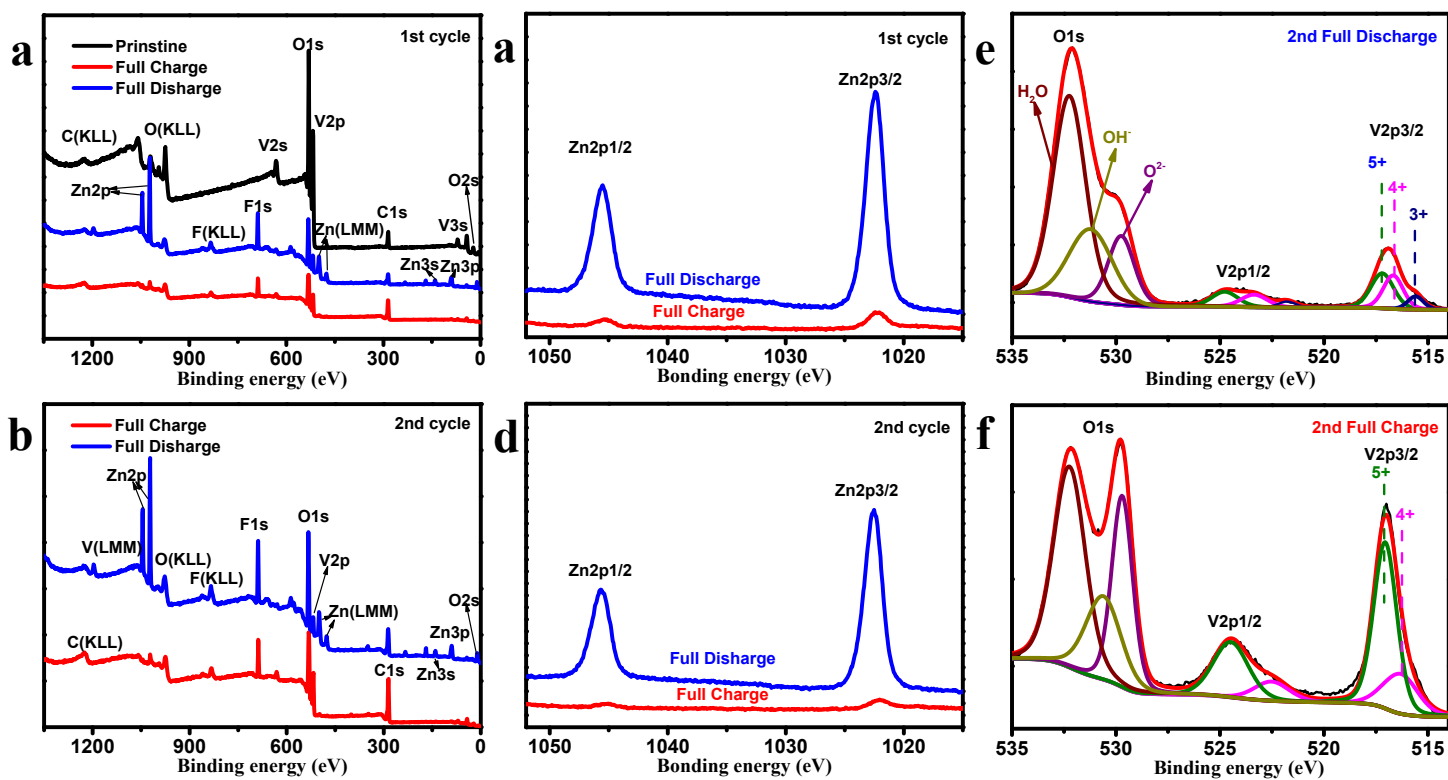 a
1st cycle
Prinstine
Full Charge
Full Disharge
O1s
V2p
C(KLL)
O(KLL)
V2s
Zn2p
O2s
F1s
C1s
F(KLL)
Zn(LMM)
V3s
Zn3s
Zn3p
1200 900 600 300 0
Binding energy (eV)
a
1st cycle
Zn2p3/2
Zn2p1/2
Full Discharge
Full Charge
1050 1040 1030 1020
Bonding energy (eV)
e
2nd Full Discharge
O1s
H2O
OH-
O2-
V2p3/2
5+
4+
3+
V2p1/2
535 530 525 520 515
Binding energy (eV)
b
2nd cycle
Full Charge
Full Disharge
Zn2p
F1s
O1s
V(LMM)
O(KLL)
F(KLL)
V2p
Zn(LMM)
O2s
Zn3p
C(KLL)
C1s
Zn3s
1200 900 600 300 0
Binding energy (eV)
d
2nd cycle
Zn2p3/2
Zn2p1/2
Full Disharge
Full Charge
1050 1040 1030 1020
Binding energy (eV)
f
2nd Full Charge
O1s
V2p3/2
5+
4+
V2p1/2
535 530 525 520 515
Binding energy (eV)